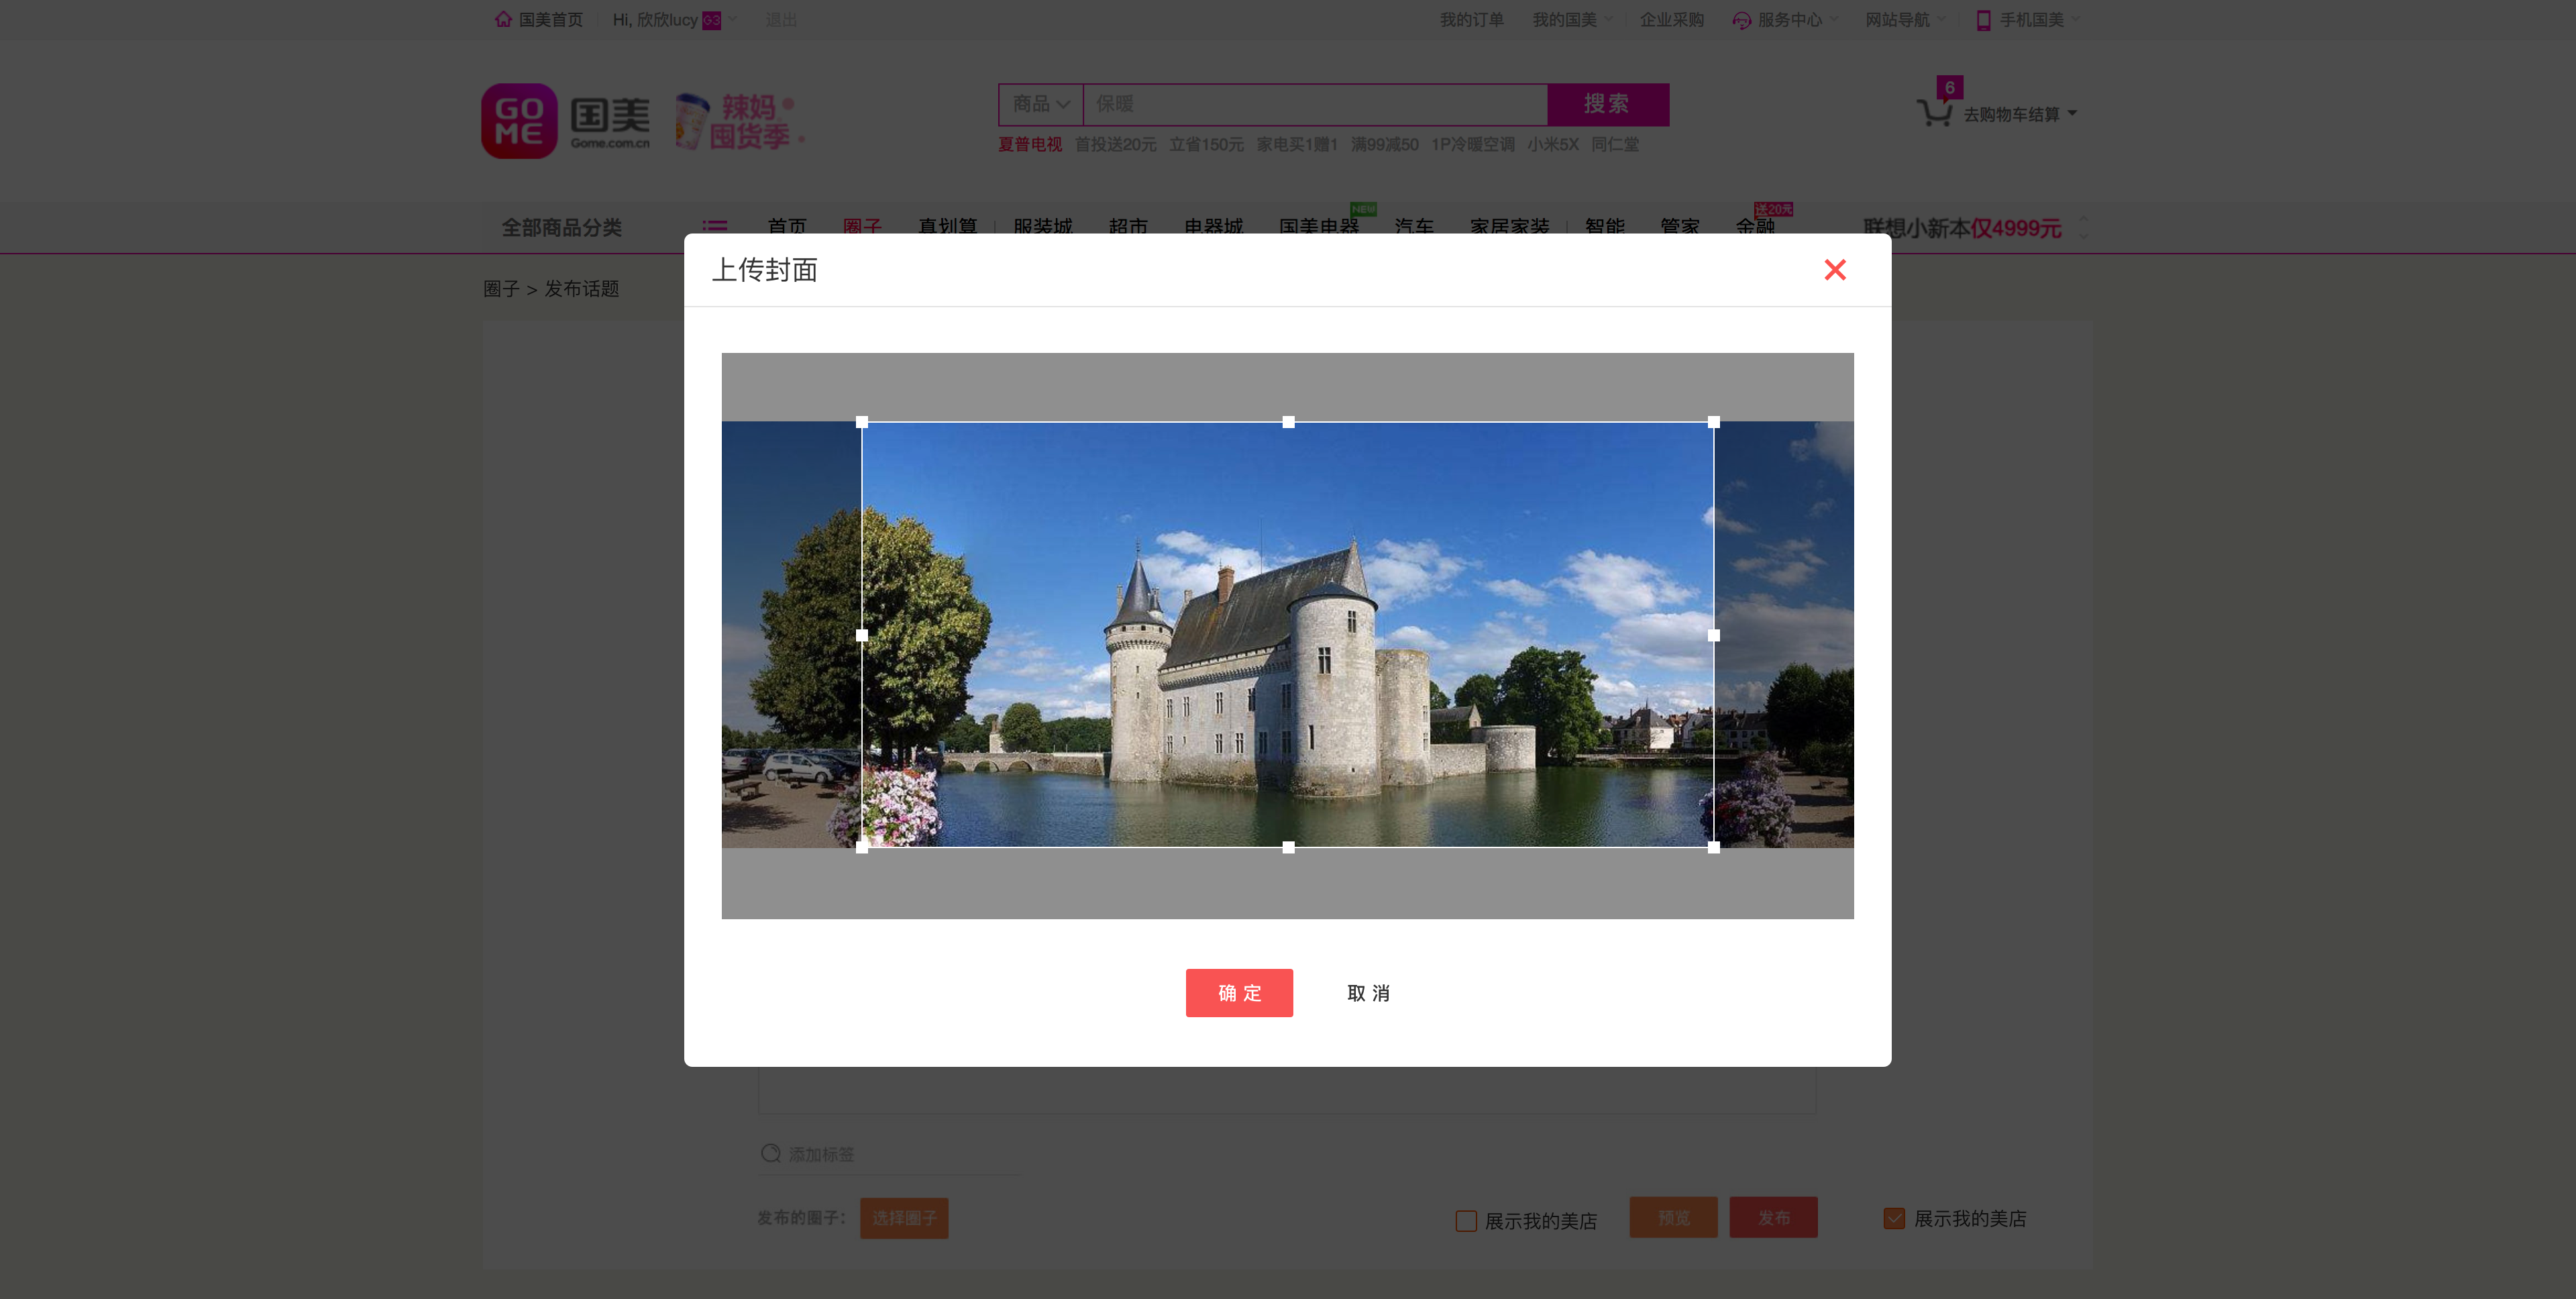 国美首页 Hi, 欣欣lucy G3 退出 我的订单 我的国美 企业采购 服务中心 网站导航 手机国美
GOME 国美 Gome.com.cn 辣妈囤货季 商品 保暖 搜索 6 去购物车结算
夏普电视 首投送20元 立省150元 家电买1赠1 满99减50 1P冷暖空调 小米5X 同仁堂
全部商品分类 首页 圈子 真划算 服装城 超市 电器城 国美电器 NEW 汽车 家居家装 智能 管家 金融 送20元 联想小新本仅4999元
圈子 > 发布话题
上传封面
确 定 取 消
添加标签
发布的圈子： 选择圈子 展示我的美店 预览 发布 展示我的美店